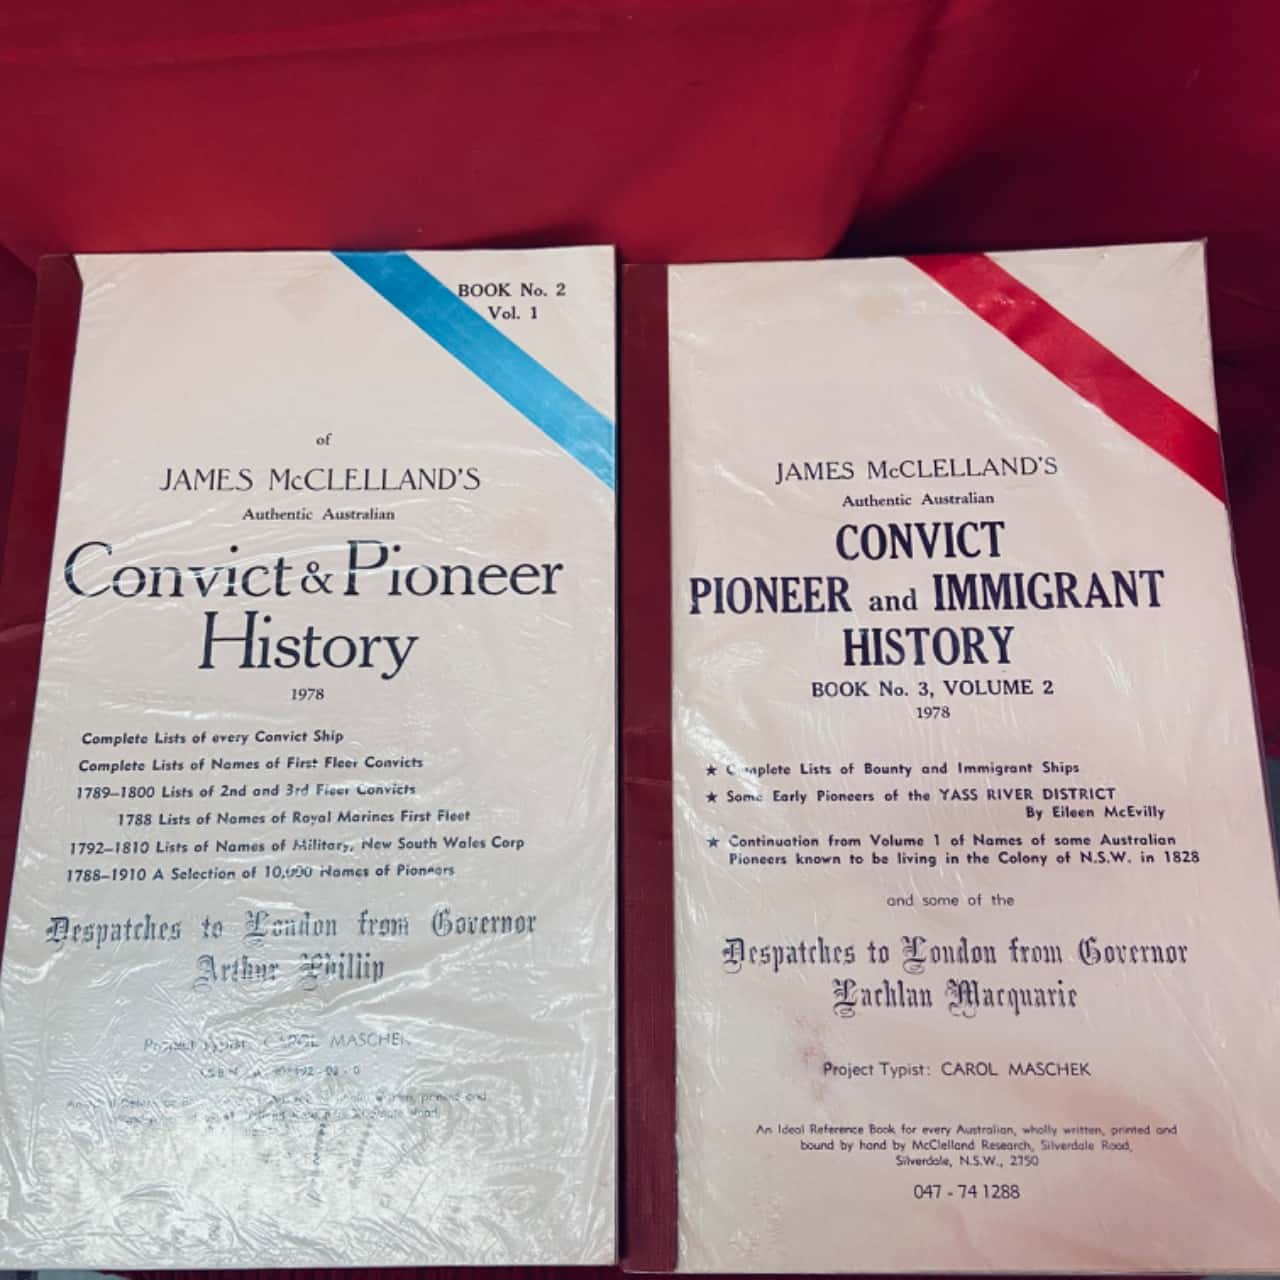 BOOK No. 2
Vol. 1
of
JAMES McCLELLAND'S
Authentic Australian
Convict & Pioneer
History
1978
Complete Lists of every Convict Ship
Complete Lists of Names of First Fleet Convicts
1789–1800 Lists of 2nd and 3rd Fleet Convicts
1788 Lists of Names of Royal Marines First Fleet
1792–1810 Lists of Names of Military, New South Wales Corp
1788–1910 A Selection of 10,000 Names of Pioneers
Despatches to London from Governor
Arthur Phillip
Project Typist: CAROL MASCHEK
JAMES McCLELLAND'S
Authentic Australian
CONVICT
PIONEER and IMMIGRANT
HISTORY
BOOK No. 3, VOLUME 2
1978
★ Complete Lists of Bounty and Immigrant Ships
★ Some Early Pioneers of the YASS RIVER DISTRICT
By Eileen McEvilly
★ Continuation from Volume 1 of Names of some Australian
Pioneers known to be living in the Colony of N.S.W. in 1828
and some of the
Despatches to London from Governor
Lachlan Macquarie
Project Typist: CAROL MASCHEK
An Ideal Reference Book for every Australian, wholly written, printed and
bound by hand by McClelland Research, Silverdale Road,
Silverdale, N.S.W., 2750
047 - 74 1288